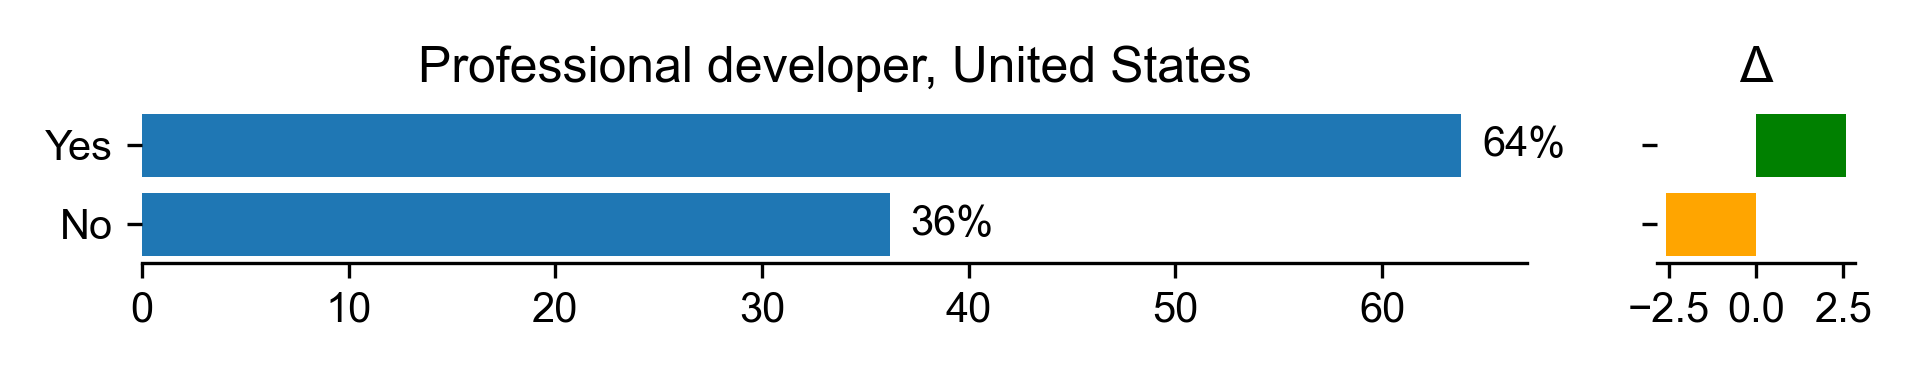 Professional developer, United States
Δ
Yes
64%
No
36%
0 10 20 30 40 50 60
−2.5 0.0 2.5